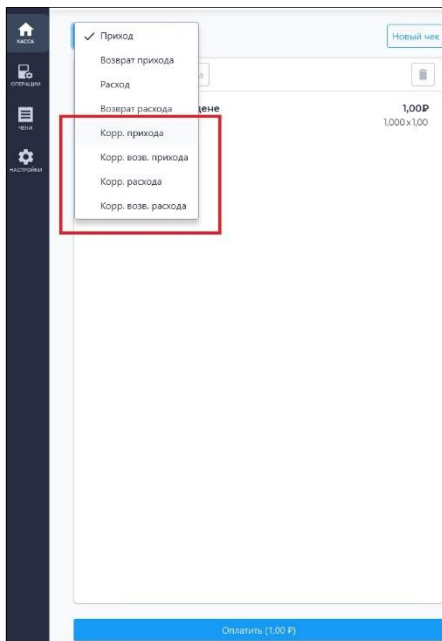 КАССА
ОПЕРАЦИИ
ЧЕКИ
НАСТРОЙКИ
Приход
Новый чек
Возврат прихода
Расход
Возврат расхода
цене
1,00₽
1,000 x 1,00
Корр. прихода
Корр. возв. прихода
Корр. расхода
Корр. возв. расхода
Оплатить (1,00 ₽)